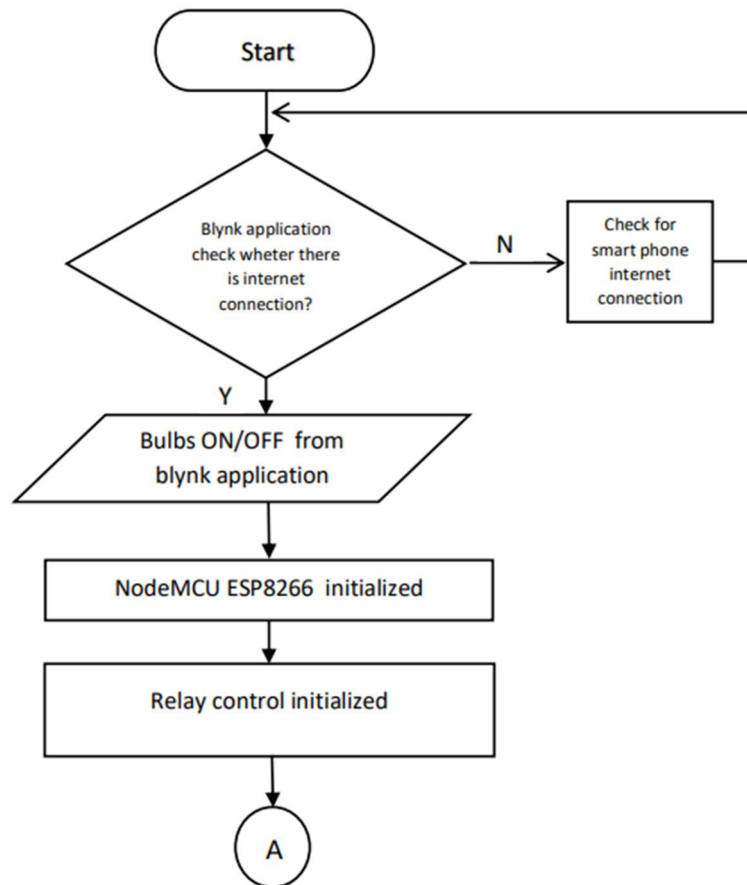 Start
Blynk application
check wheter there
is internet
connection?
N
Check for
smart phone
internet
connection
Y
Bulbs ON/OFF from
blynk application
NodeMCU ESP8266 initialized
Relay control initialized
A